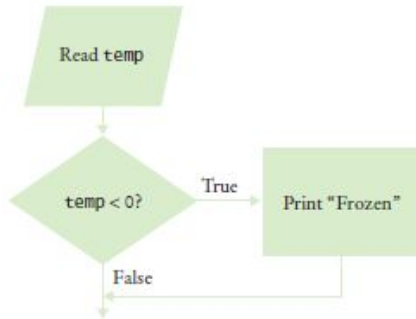 Read temp
temp < 0?
True
Print “Frozen”
False